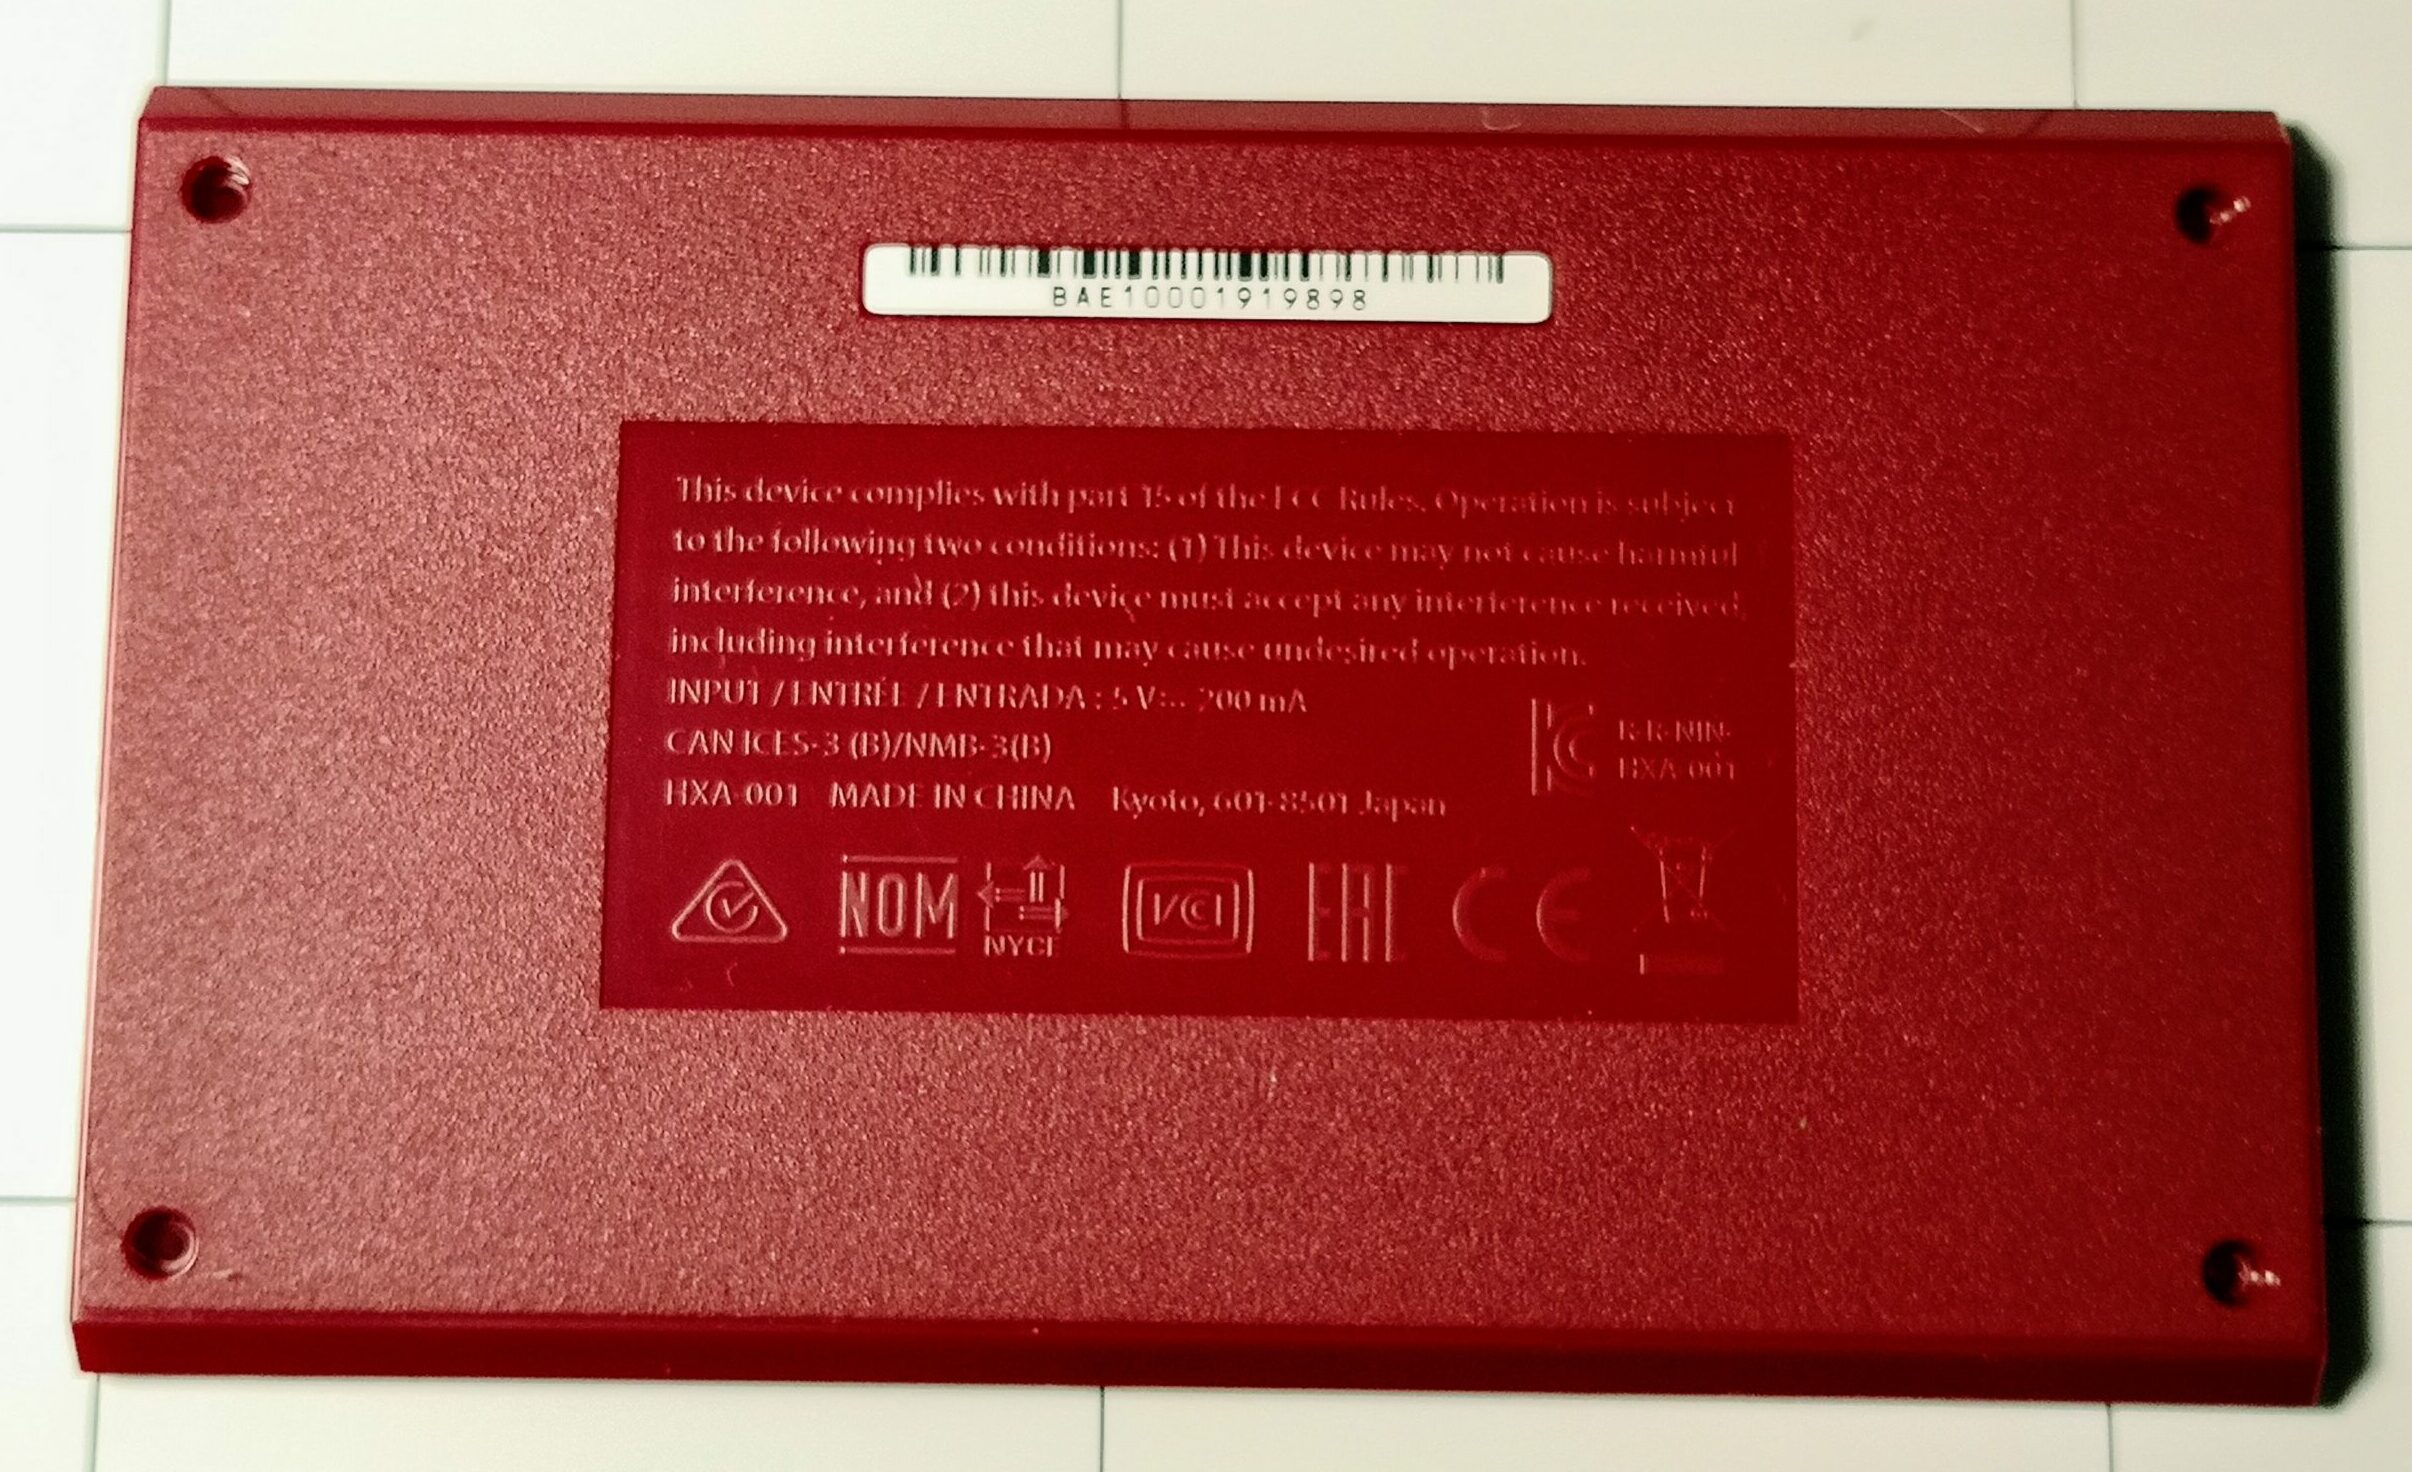 BAE10001919898
This device complies with part 15 of the FCC Rules. Operation is subject
to the following two conditions: (1) This device may not cause harmful
interference, and (2) this device must accept any interference received,
including interference that may cause undesired operation.
INPUT / ENTRÉE / ENTRADA : 5 V⎓ 200 mA
CAN ICES-3 (B)/NMB-3(B)
R-R-NIN-
HXA-001
HXA-001 MADE IN CHINA Kyoto, 601-8501 Japan
NOM
NYCE
VCI
EAC
CE